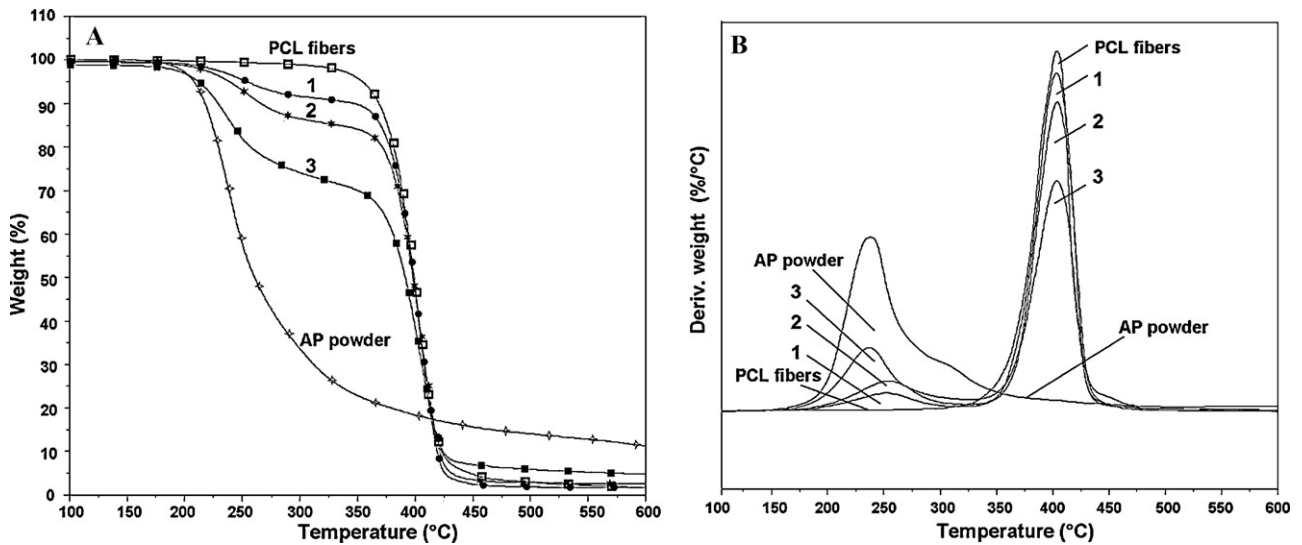 A
110
100
90
80
70
60
50
40
30
20
10
0
Weight (%)
PCL fibers
1
2
3
AP powder
100 150 200 250 300 350 400 450 500 550 600
Temperature (°C)
B
Deriv. weight (%/°C)
PCL fibers
1
2
3
AP powder
3
2
1
PCL fibers
AP powder
100 150 200 250 300 350 400 450 500 550 600
Temperature (°C)